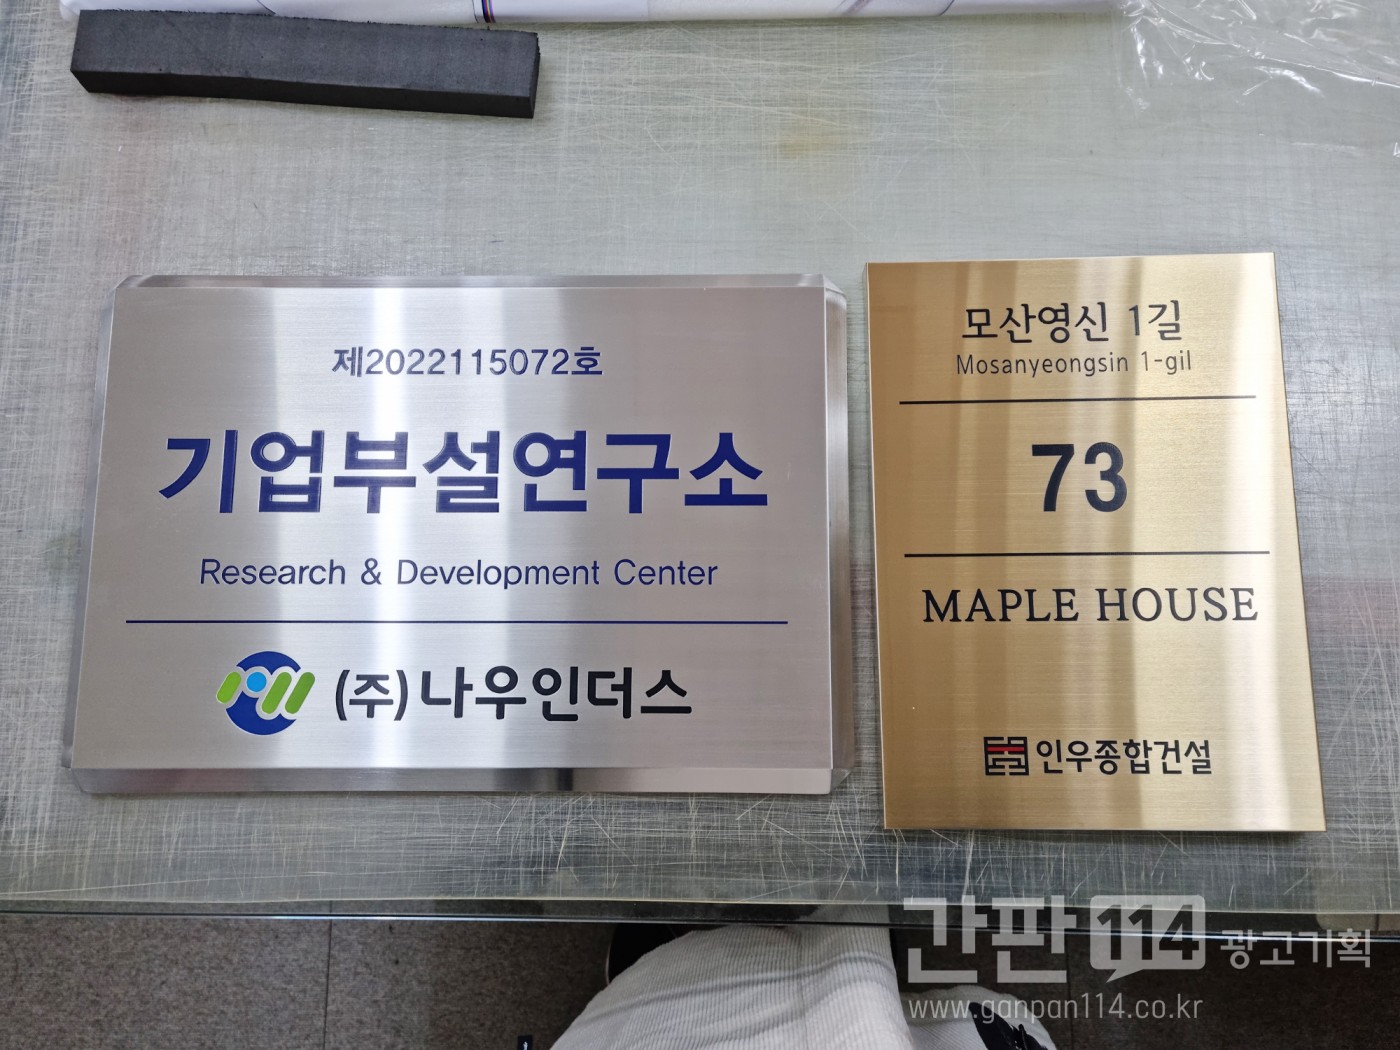 제2022115072호
기업부설연구소
Research & Development Center
(주)나우인더스
모산영신 1길
Mosanyeongsin 1-gil
73
MAPLE HOUSE
인우종합건설
간판114 광고기획
www.ganpan114.co.kr